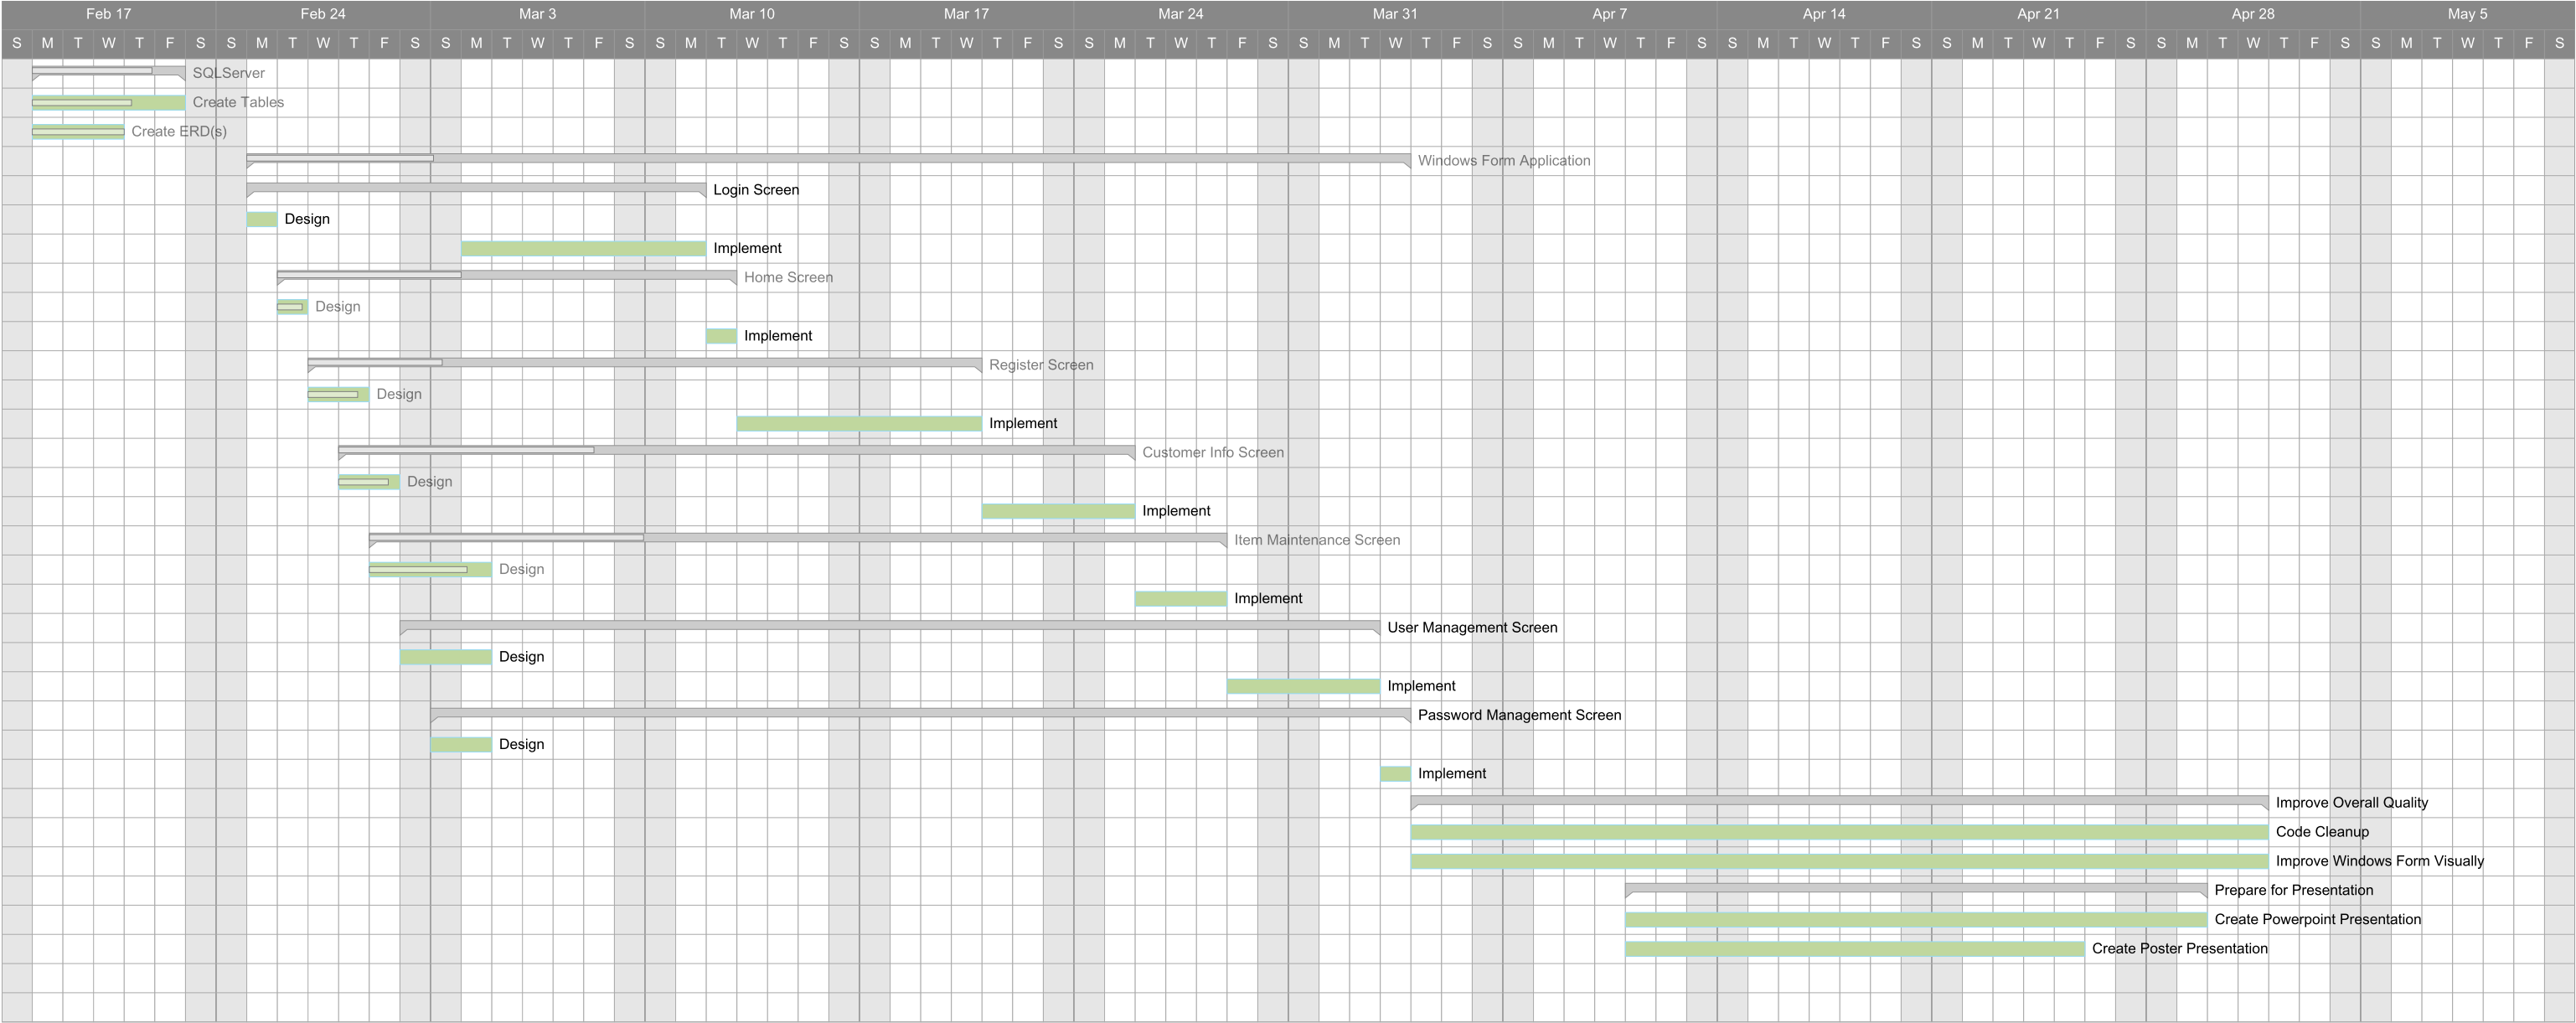 Feb 17 Feb 24 Mar 3 Mar 10 Mar 17 Mar 24 Mar 31 Apr 7 Apr 14 Apr 21 Apr 28 May 5
S M T W T F S S M T W T F S S M T W T F S S M T W T F S S M T W T F S S M T W T F S S M T W T F S S M T W T F S S M T W T F S S M T W T F S S M T W T F S S M T W T F S
SQLServer
Create Tables
Create ERD(s)
Windows Form Application
Login Screen
Design
Implement
Home Screen
Design
Implement
Register Screen
Design
Implement
Customer Info Screen
Design
Implement
Item Maintenance Screen
Design
Implement
User Management Screen
Design
Implement
Password Management Screen
Design
Implement
Improve Overall Quality
Code Cleanup
Improve Windows Form Visually
Prepare for Presentation
Create Powerpoint Presentation
Create Poster Presentation